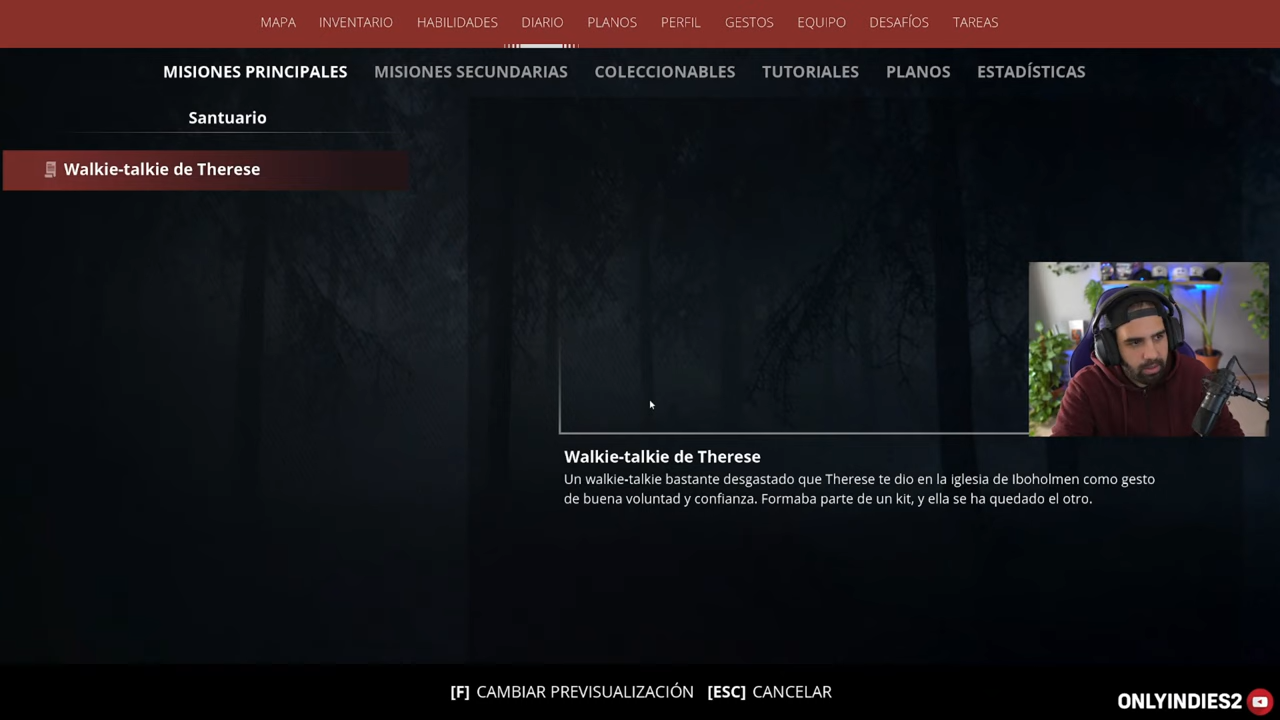 MAPA INVENTARIO HABILIDADES DIARIO PLANOS PERFIL GESTOS EQUIPO DESAFÍOS TAREAS
MISIONES PRINCIPALES MISIONES SECUNDARIAS COLECCIONABLES TUTORIALES PLANOS ESTADÍSTICAS
Santuario
Walkie-talkie de Therese
Walkie-talkie de Therese
Un walkie-talkie bastante desgastado que Therese te dio en la iglesia de Iboholmen como gesto
de buena voluntad y confianza. Formaba parte de un kit, y ella se ha quedado el otro.
[F] CAMBIAR PREVISUALIZACIÓN [ESC] CANCELAR
ONLYINDIES2